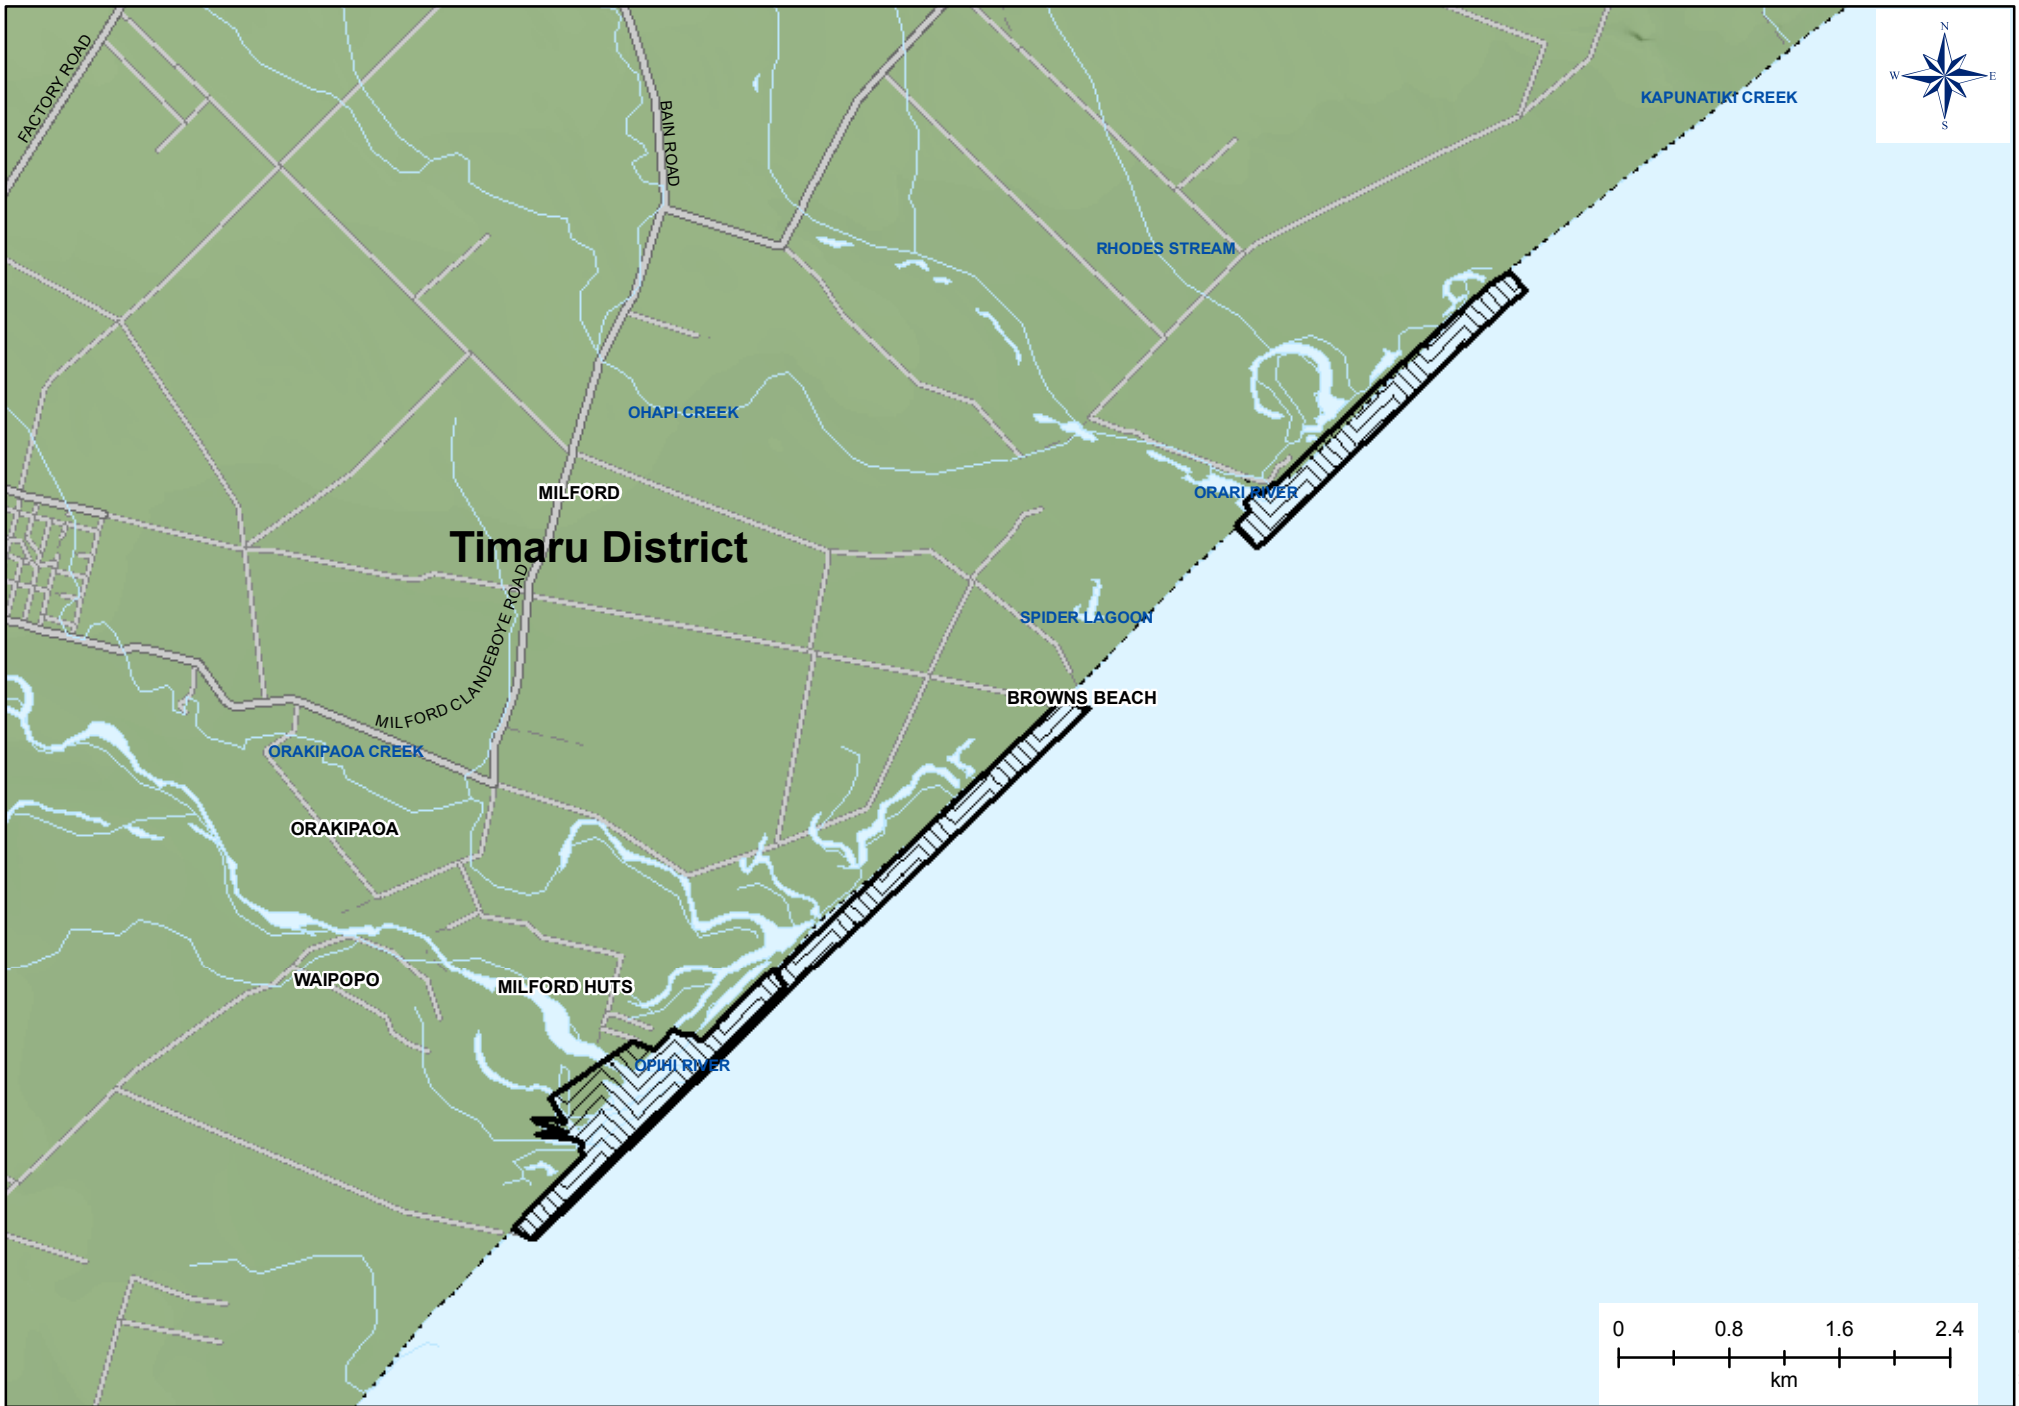 N
W
E
S
FACTORY ROAD
BAIN ROAD
KAPUNATIKI CREEK
RHODES STREAM
OHAPI CREEK
MILFORD
ORARI RIVER
Timaru District
SPIDER LAGOON
MILFORD CLANDEBOYE ROAD
BROWNS BEACH
ORAKIPAOA CREEK
ORAKIPAOA
WAIPOPO
MILFORD HUTS
OPIHI RIVER
0 0.8 1.6 2.4
km